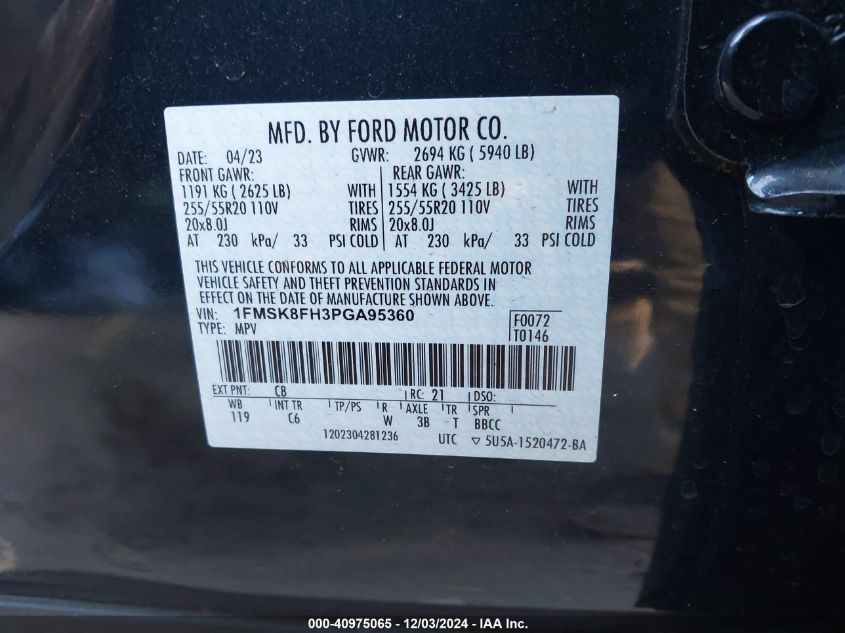 MFD. BY FORD MOTOR CO.
DATE: 04/23 GVWR: 2694 KG ( 5940 LB)
FRONT GAWR: REAR GAWR:
1191 KG ( 2625 LB) WITH 1554 KG ( 3425 LB) WITH
255/55R20 110V TIRES 255/55R20 110V TIRES
20x8.0J RIMS 20x8.0J RIMS
AT 230 kPa/ 33 PSI COLD AT 230 kPa/ 33 PSI COLD
THIS VEHICLE CONFORMS TO ALL APPLICABLE FEDERAL MOTOR
VEHICLE SAFETY AND THEFT PREVENTION STANDARDS IN
EFFECT ON THE DATE OF MANUFACTURE SHOWN ABOVE.
VIN: 1FMSK8FH3PGA95360 F0072
TYPE: MPV T0146
EXT PNT: C8 RC: 21 DSO:
WB INT TR TP/PS R AXLE TR SPR
119 C6 W 3B T BBCC
1202304281236 UTC ▽ 5U5A-1520472-BA
000-40975065 - 12/03/2024 - IAA Inc.